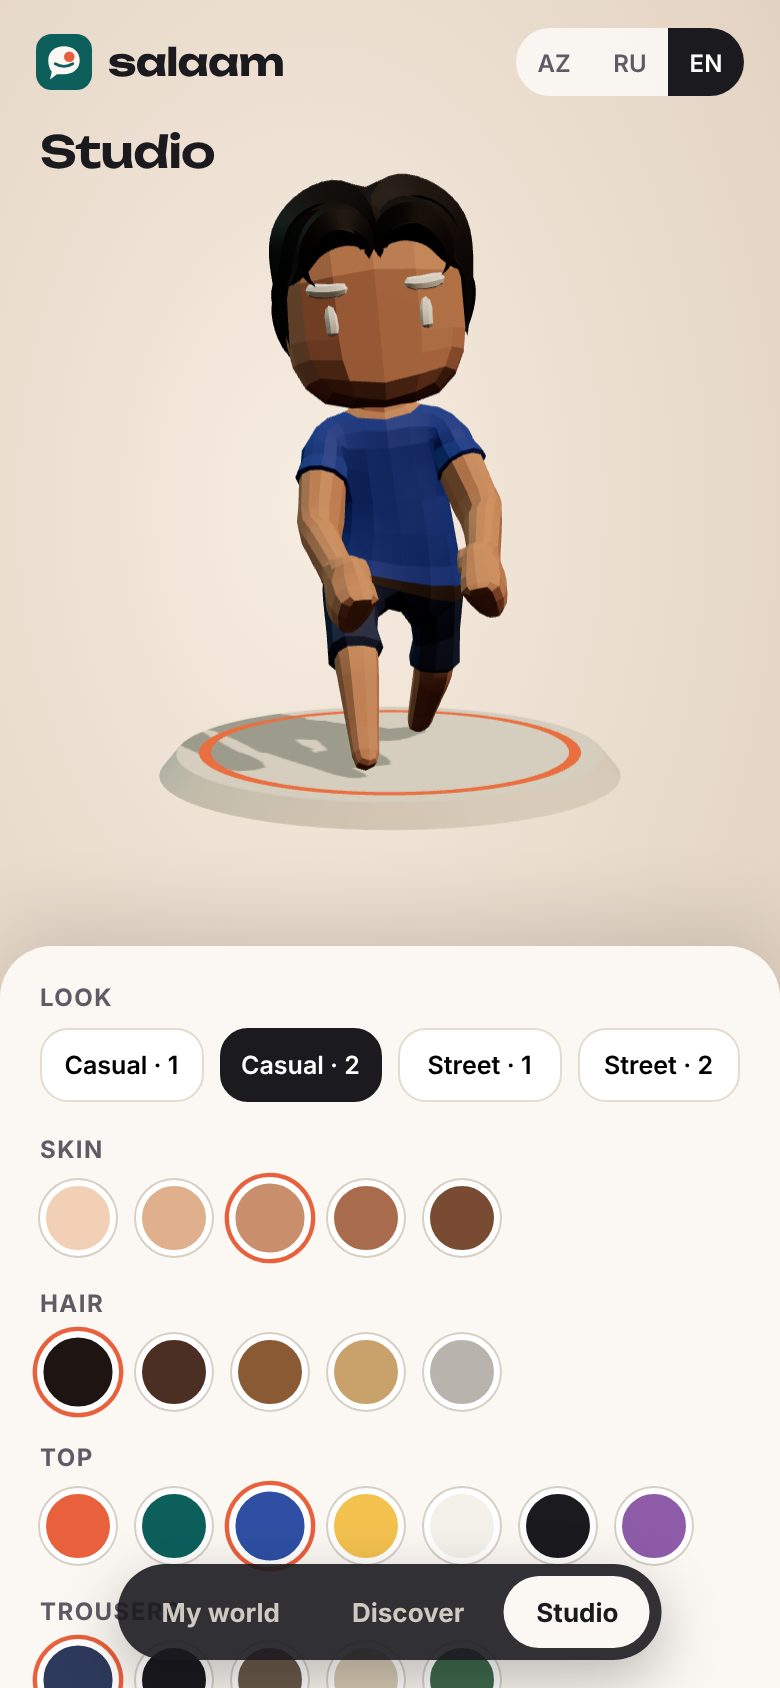 salaam
AZ RU EN
Studio
LOOK
Casual · 1 Casual · 2 Street · 1 Street · 2
SKIN
HAIR
TOP
My world Discover Studio